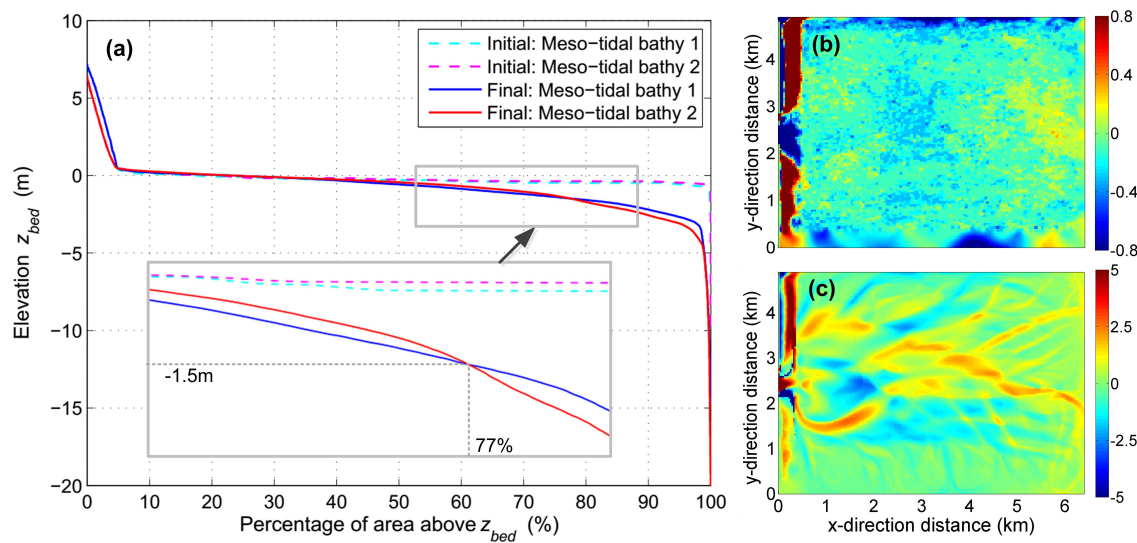 (a)
Initial: Meso−tidal bathy 1
Initial: Meso−tidal bathy 2
Final: Meso−tidal bathy 1
Final: Meso−tidal bathy 2
10
5
0
−5
−10
−15
−20
Elevation z_bed (m)
-1.5m
77%
0 10 20 30 40 50 60 70 80 90 100
Percentage of area above z_bed (%)
(b)
y-direction distance (km)
4
3
2
1
0
0.8
0.4
0
-0.4
-0.8
(c)
y-direction distance (km)
4
3
2
1
0
0 1 2 3 4 5 6
x-direction distance (km)
5
2.5
0
-2.5
-5